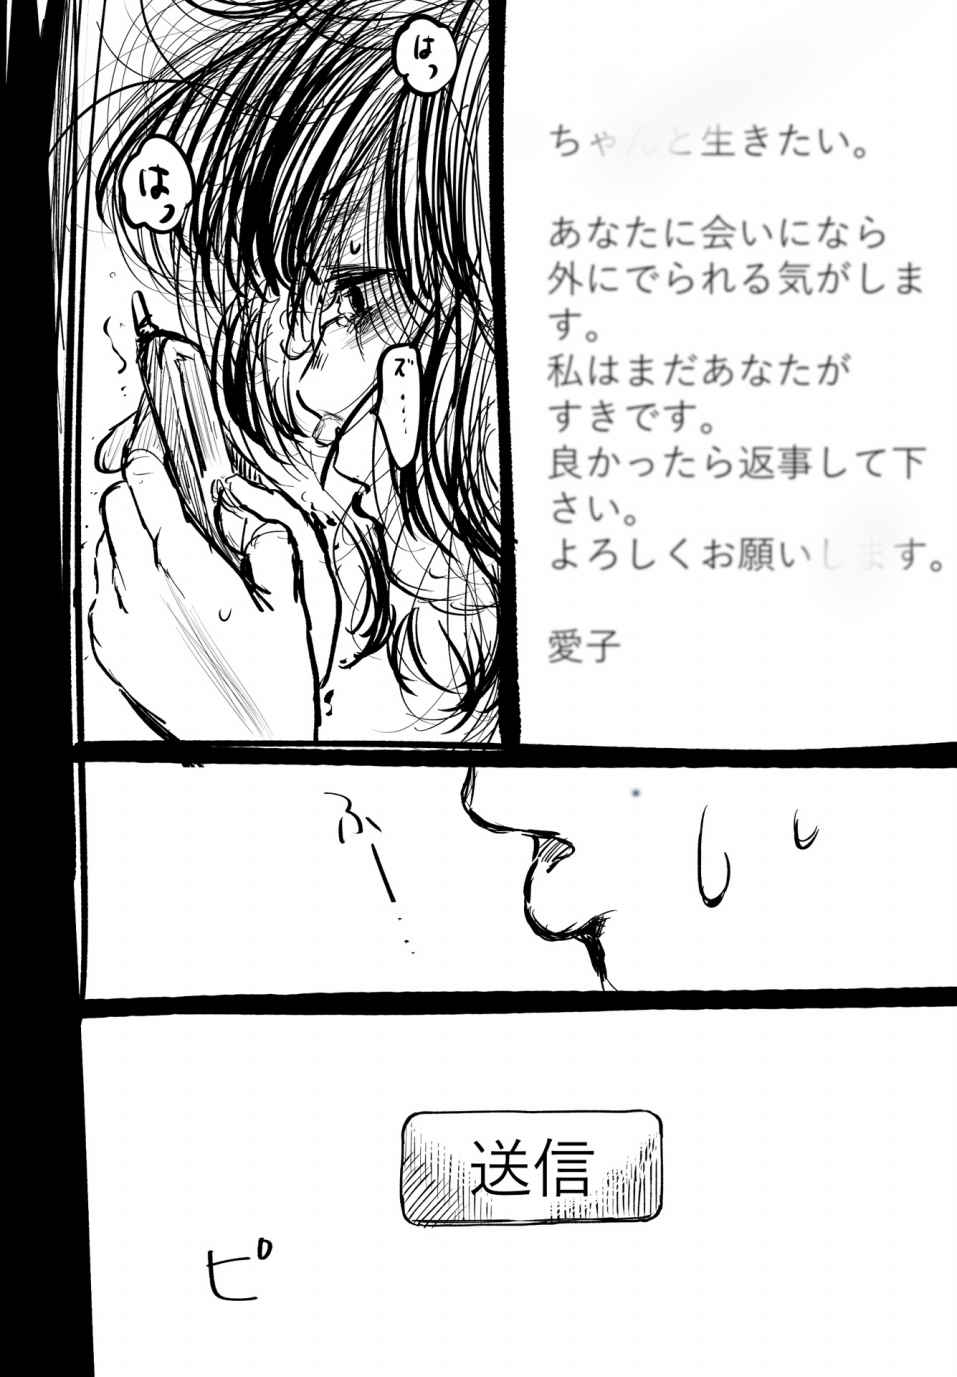 ちゃんと生きたい。
あなたに会いになら
外にでられる気がしま
す。
私はまだあなたが
すきです。
良かったら返事して下
さい。
よろしくお願いします。
愛子
はっ
はっ
ズ……
ふー…
送信
ピ